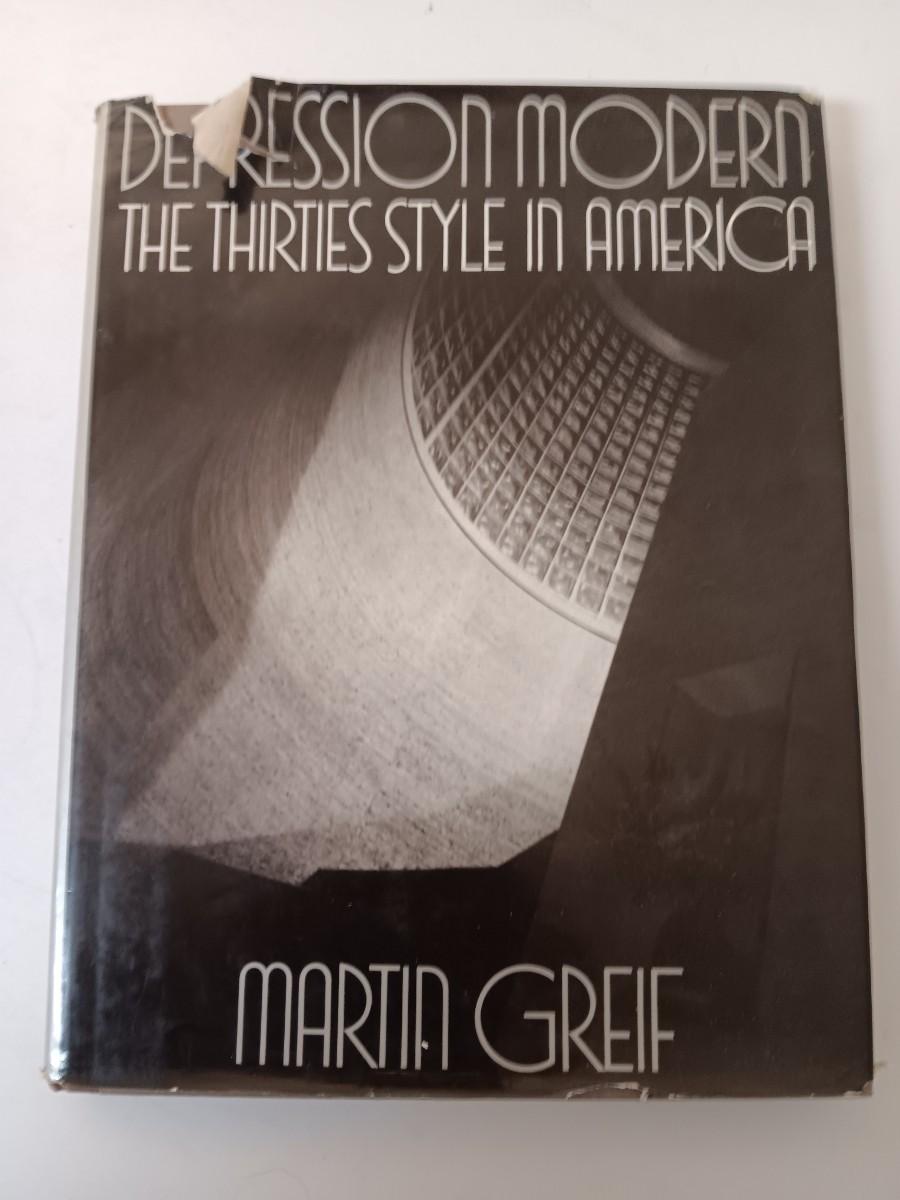 DEPRESSION MODERN
THE THIRTIES STYLE IN AMERICA
MARTIN GREIF